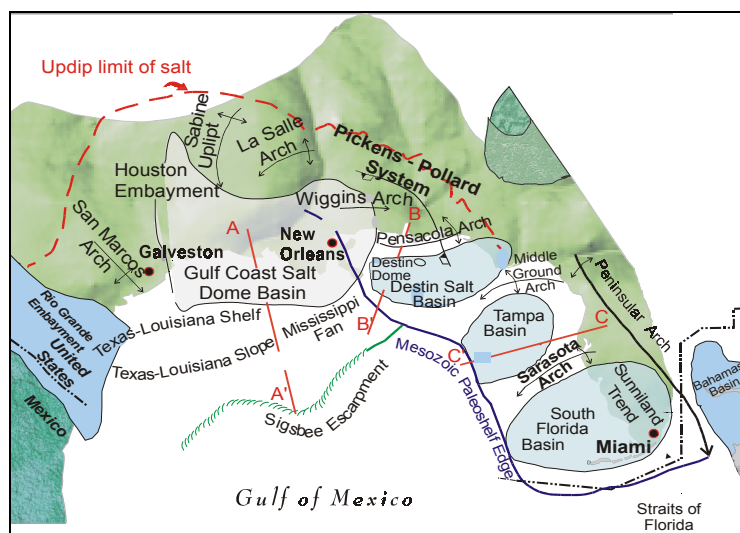 Updip limit of salt
Sabine
Uplipt
La Salle
Arch
Pickens - Pollard
System
Houston
Embayment
Wiggins Arch
A
B
San Marcos
Arch
New
Orleans
Pensacola Arch
Galveston
Gulf Coast Salt
Dome Basin
Destin
Dome
Destin Salt
Basin
Middle
Ground
Arch
Peninsular Arch
Rio Grande
Embayment
United
States
Mexico
Texas-Louisiana Shelf
Texas-Louisiana Slope
Mississippi
Fan
B'
Tampa
Basin
C
C'
Mesozoic Paleoshelf Edge
Sarasota
Arch
Sunniland
Trend
Bahamas
Basin
A'
Sigsbee Escarpment
South
Florida
Basin
Miami
Gulf of Mexico
Straits of
Florida